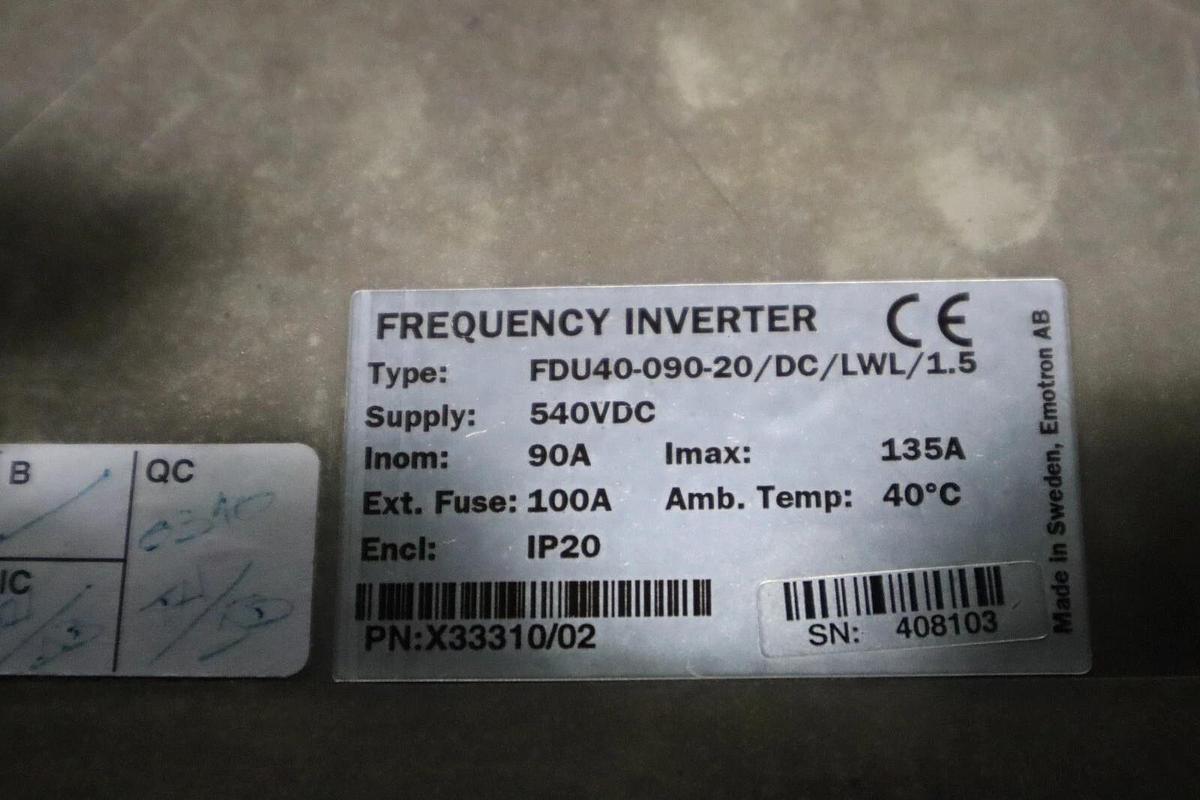 FREQUENCY INVERTER CE
Type: FDU40-090-20/DC/LWL/1.5
Supply: 540VDC
Inom: 90A Imax: 135A
Ext. Fuse: 100A Amb. Temp: 40°C
Encl: IP20
PN:X33310/02
SN: 408103
Made in Sweden, Emotron AB
B
QC
IC